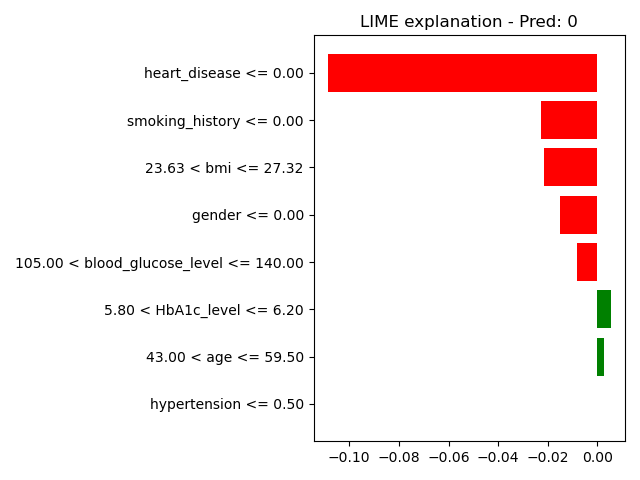 LIME explanation - Pred: 0
heart_disease <= 0.00
smoking_history <= 0.00
23.63 < bmi <= 27.32
gender <= 0.00
105.00 < blood_glucose_level <= 140.00
5.80 < HbA1c_level <= 6.20
43.00 < age <= 59.50
hypertension <= 0.50
−0.10 −0.08 −0.06 −0.04 −0.02 0.00